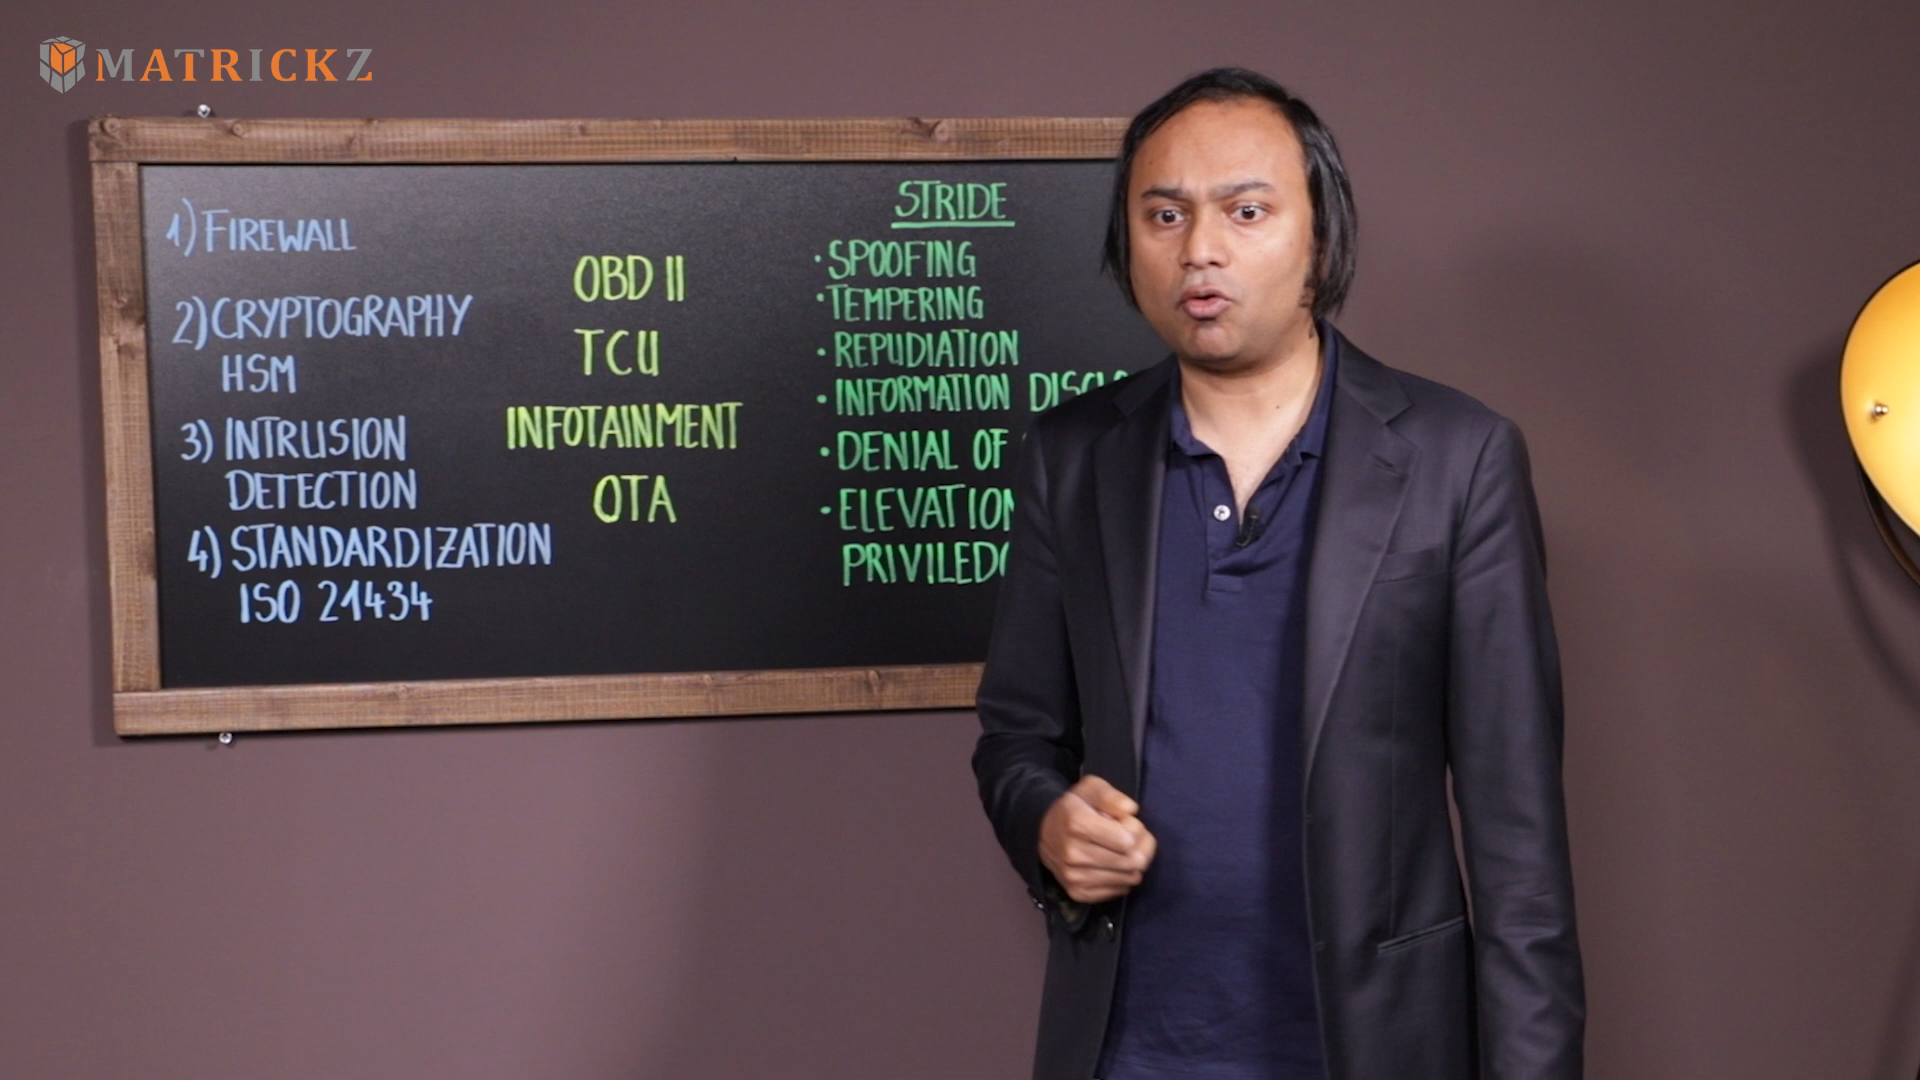 MATRICKZ
1) FIREWALL
2) CRYPTOGRAPHY
HSM
3) INTRUSION
DETECTION
4) STANDARDIZATION
ISO 21434
OBD II
TCU
INFOTAINMENT
OTA
STRIDE
• SPOOFING
• TEMPERING
• REPUDIATION
• INFORMATION
• DENIAL OF
• ELEVATION